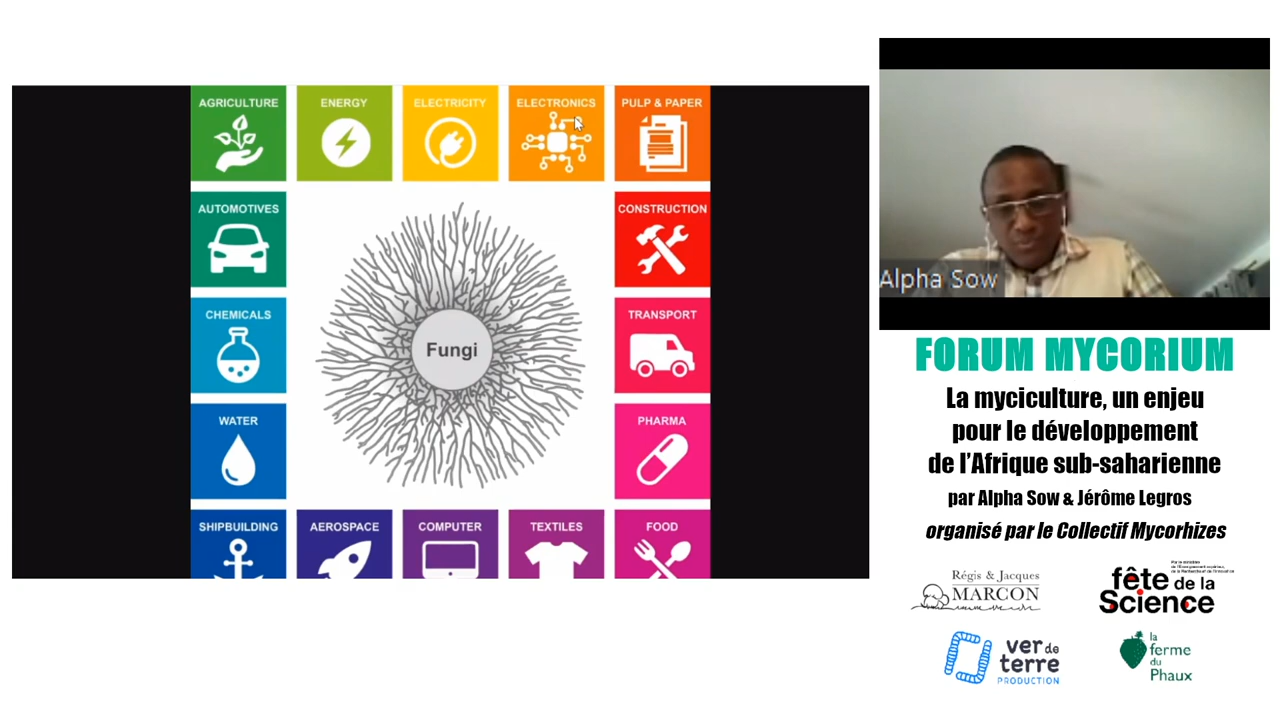 AGRICULTURE
ENERGY
ELECTRICITY
ELECTRONICS
PULP & PAPER
AUTOMOTIVES
CONSTRUCTION
CHEMICALS
Fungi
TRANSPORT
WATER
PHARMA
SHIPBUILDING
AEROSPACE
COMPUTER
TEXTILES
FOOD
Alpha Sow
FORUM MYCORIUM
La myciculture, un enjeu
pour le développement
de l'Afrique sub-saharienne
par Alpha Sow & Jérôme Legros
organisé par le Collectif Mycorhizes
Régis & Jacques
MARCON
fête de la
Science
ver de
terre
PRODUCTION
la
ferme
du
Phaux